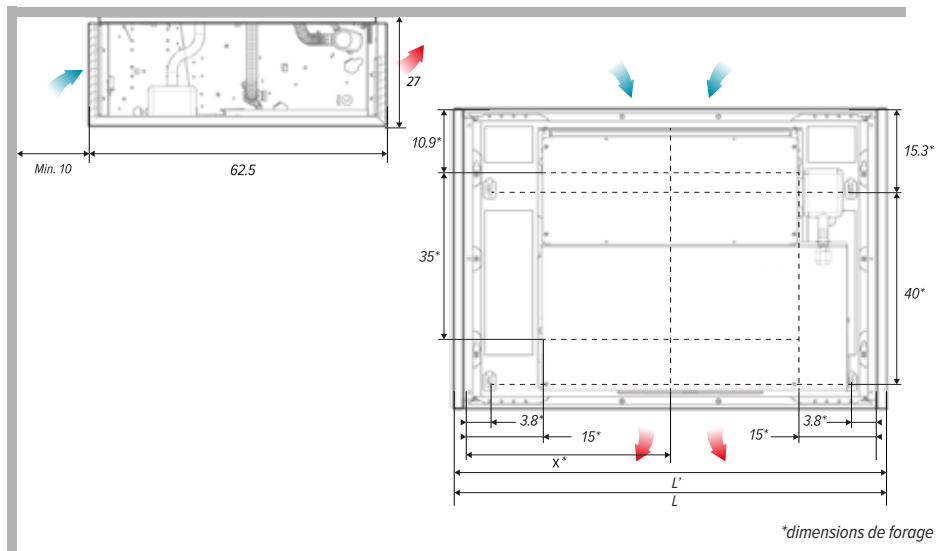 27
Min. 10
62.5
10.9*
15.3*
35*
40*
3.8*
3.8*
15*
15*
X*
L'
L
*dimensions de forage